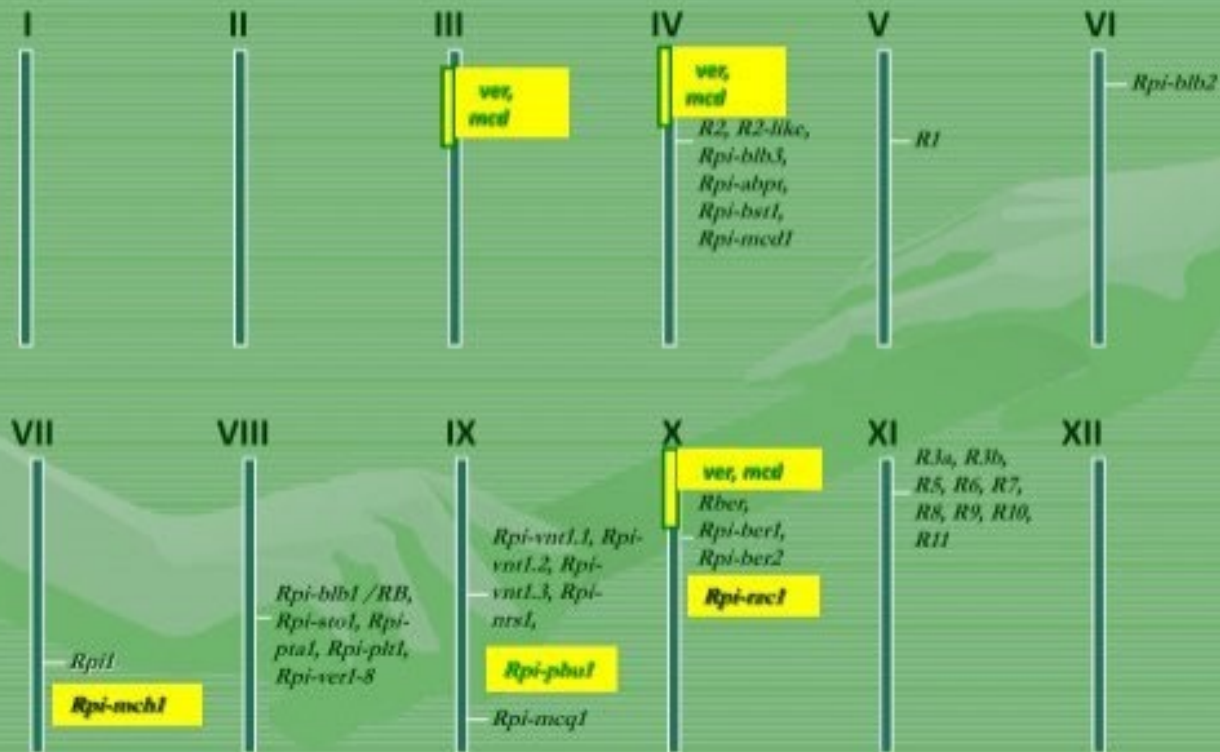 I II III IV V VI
ver,
mcd
ver,
mcd
R2, R2-like,
Rpi-blb3,
Rpi-abpt,
Rpi-bst1,
Rpi-mcd1
R1
Rpi-blb2
VII VIII IX X XI XII
Rpi1
Rpi-mch1
Rpi-blb1 /RB,
Rpi-sto1, Rpi-
pta1, Rpi-plt1,
Rpi-ver1-8
Rpi-vnt1.1, Rpi-
vnt1.2, Rpi-
vnt1.3, Rpi-
nrs1,
Rpi-phu1
Rpi-mcq1
ver, mcd
Rber,
Rpi-ber1,
Rpi-ber2
Rpi-rzc1
R3a, R3b,
R5, R6, R7,
R8, R9, R10,
R11